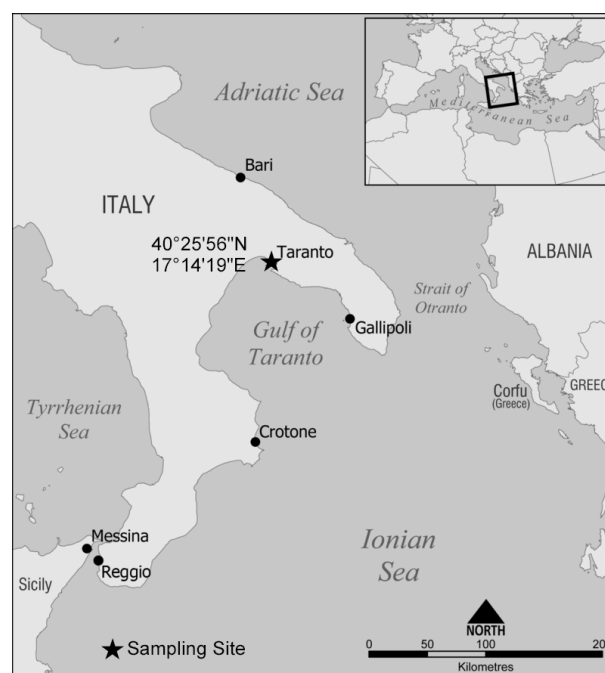 Adriatic Sea
Mediterranean Sea
Bari
ITALY
40°25'56"N
17°14'19"E
Taranto
ALBANIA
Strait of
Otranto
Gallipoli
Gulf of
Taranto
Corfu
(Greece)
GREEC
Tyrrhenian
Sea
Crotone
Ionian
Sea
Messina
Reggio
Sicily
Sampling Site
NORTH
0 50 100 20
Kilometres